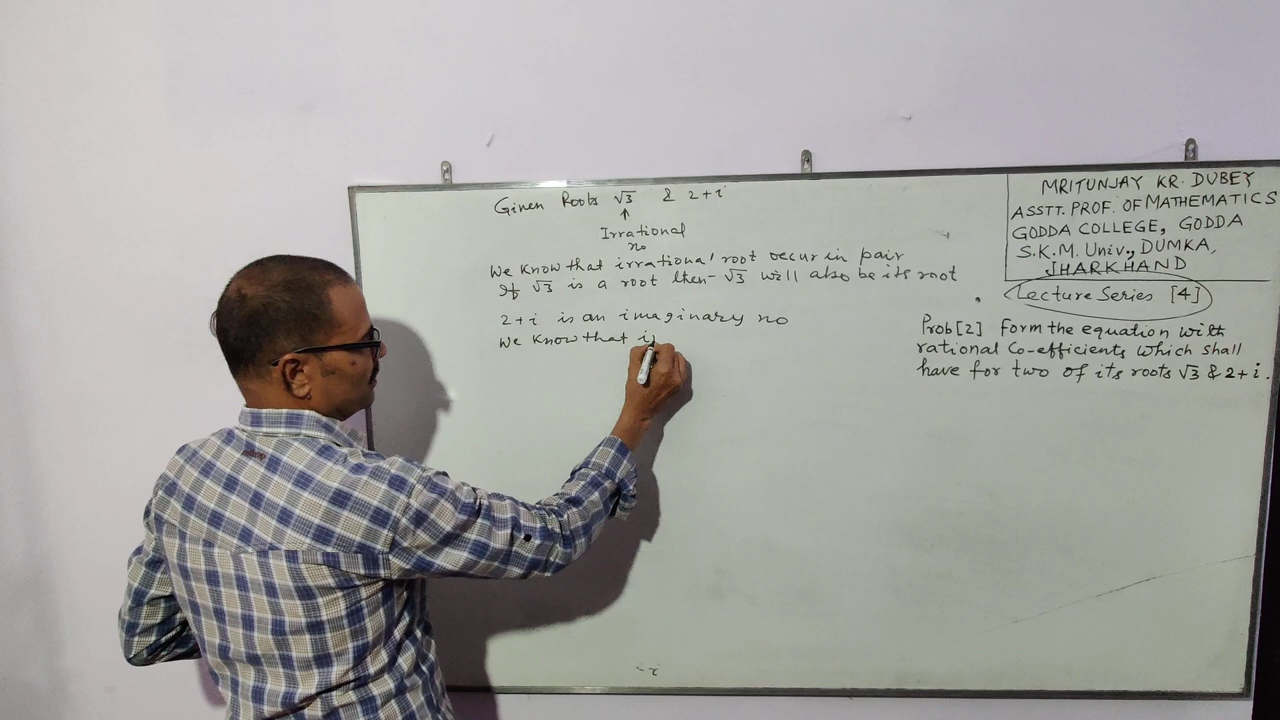 Given Roots √3 & 2+i
↑
Irrational
no
We know that irrational root occur in pair
If √3 is a root then -√3 will also be its root
2+i is an imaginary no
We know that i
MRITUNJAY KR. DUBEY
ASSTT. PROF. OF MATHEMATICS
GODDA COLLEGE, GODDA
S.K.M. Univ., DUMKA,
JHARKHAND
Lecture Series [4]
Prob[2] Form the equation with
rational Co-efficients which shall
have for two of its roots √3 & 2+i.